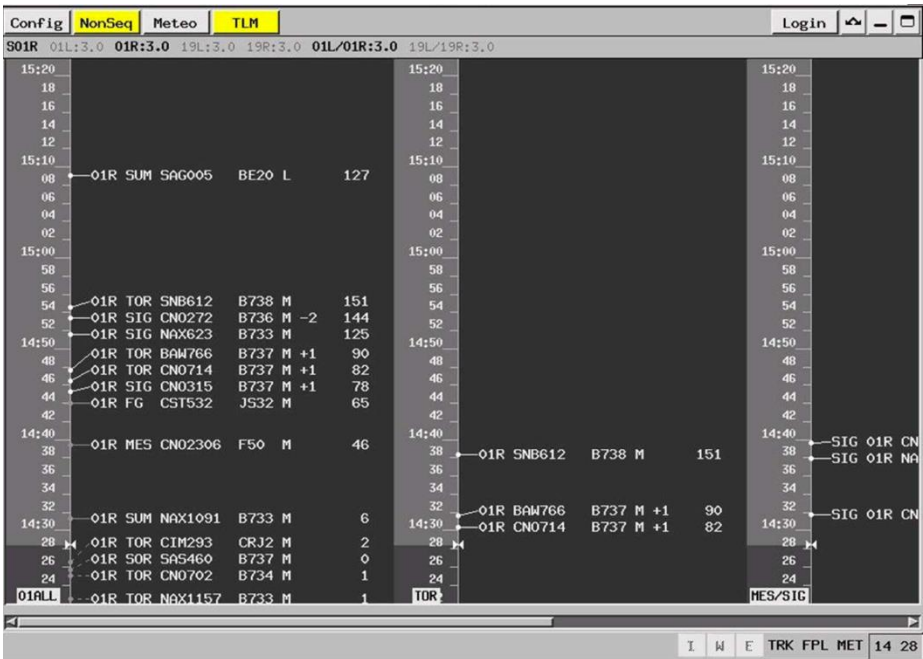 Config NonSeq Meteo TLM Login
S01R 01L:3.0 01R:3.0 19L:3.0 19R:3.0 01L/01R:3.0 19L/19R:3.0
15:20 15:20 15:20
18 18 18
16 16 16
14 14 14
12 12 12
15:10 15:10 15:10
08 01R SUM SAG005 BE20 L 127 08 08
06 06 06
04 04 04
02 02 02
15:00 15:00 15:00
58 58 58
56 56 56
54 01R TOR SNB612 B738 M 151 54 54
01R SIG CNO272 B736 M -2 144
52 01R SIG NAX623 B733 M 125 52 52
14:50 14:50 14:50
48 01R TOR BAW766 B737 M +1 90 48 48
46 01R TOR CNO714 B737 M +1 82 46 46
01R SIG CNO315 B737 M +1 78
44 01R FG CST532 JS32 M 65 44 44
42 42 42
14:40 14:40 14:40
38 01R MES CNO2306 F50 M 46 38 01R SNB612 B738 M 151 38 SIG 01R CN
SIG 01R NA
36 36 36
34 34 34
32 32 01R BAW766 B737 M +1 90 32 SIG 01R CN
14:30 01R SUM NAX1091 B733 M 6 14:30 01R CNO714 B737 M +1 82 14:30
28 01R TOR CIM293 CRJ2 M 2 28 28
26 01R SOR SAS460 B737 M 0 26 26
24 01R TOR CNO702 B734 M 1 24 24
01ALL 01R TOR NAX1157 B733 M 1 TOR MES/SIG
I W E TRK FPL MET 14 28